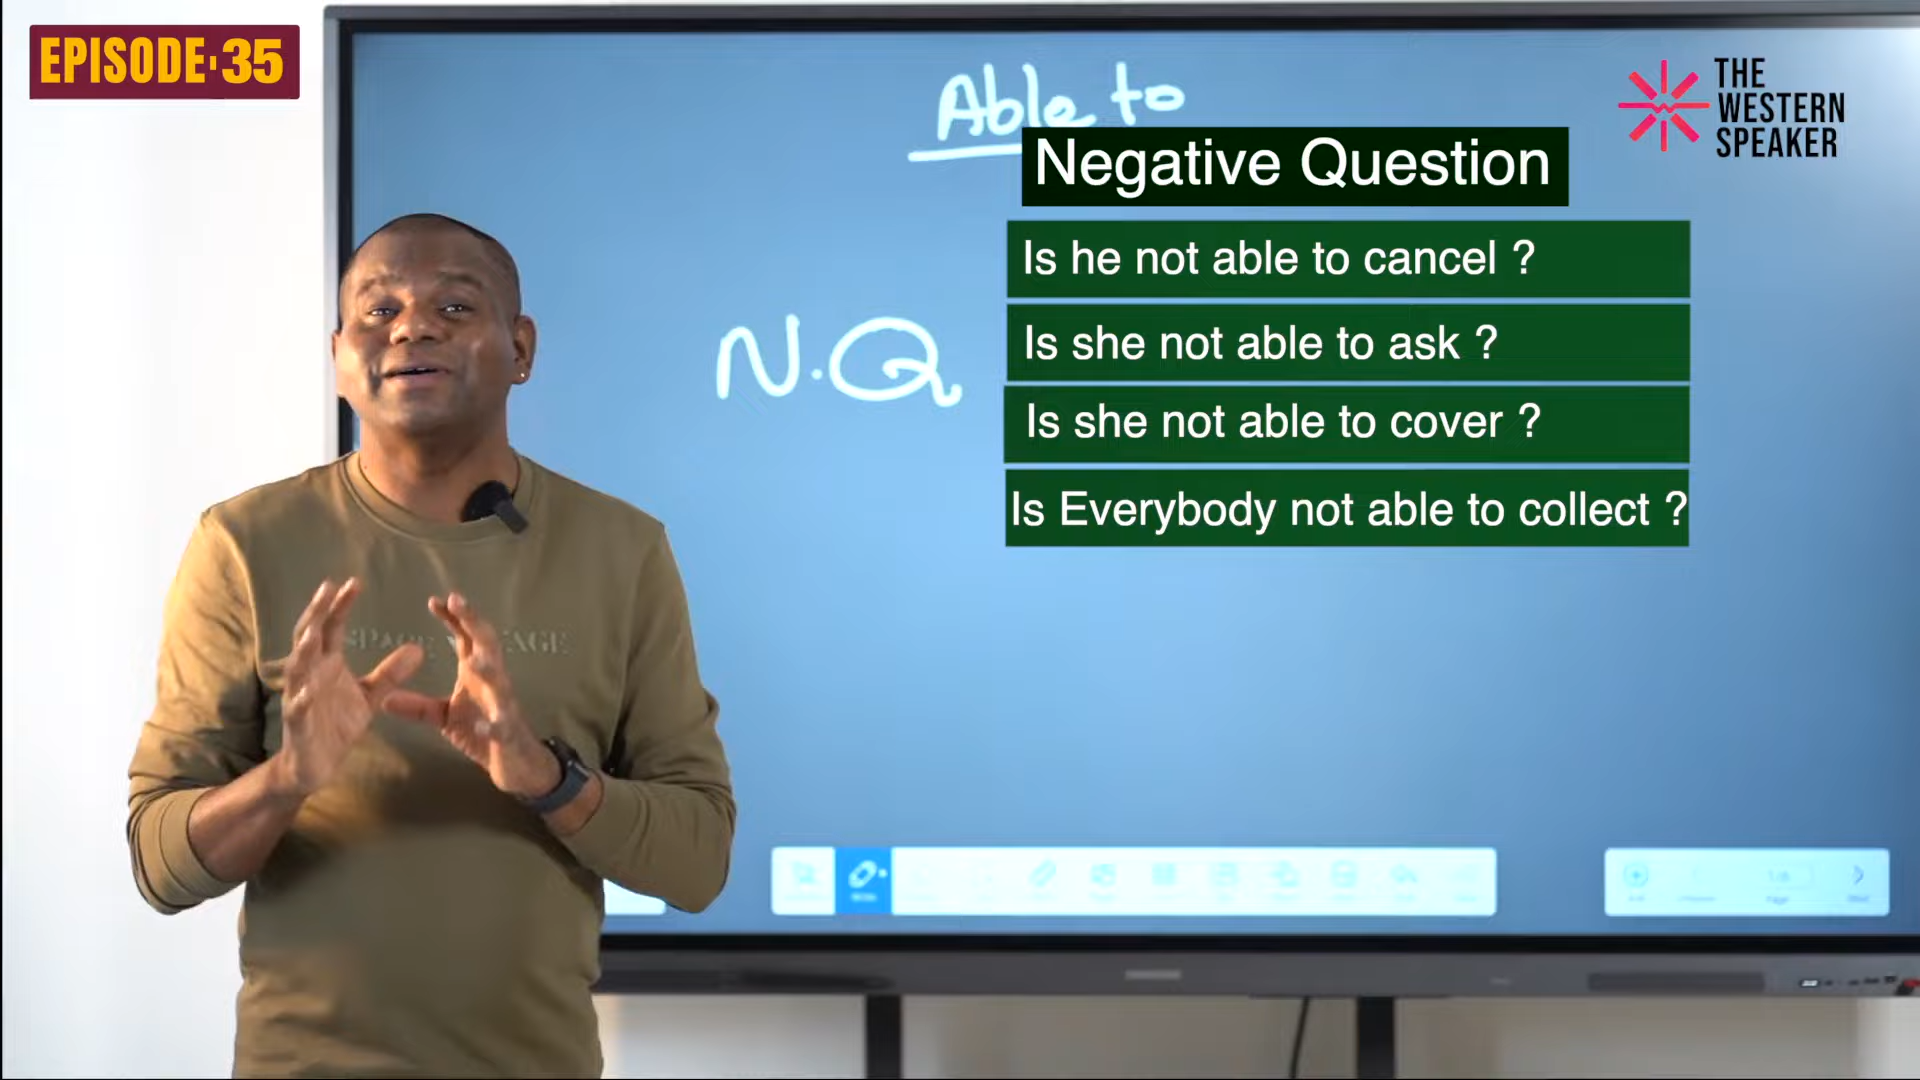 EPISODE·35
THE
WESTERN
SPEAKER
Able to
Negative Question
Is he not able to cancel ?
Is she not able to ask ?
N.Q
Is she not able to cover ?
Is Everybody not able to collect ?